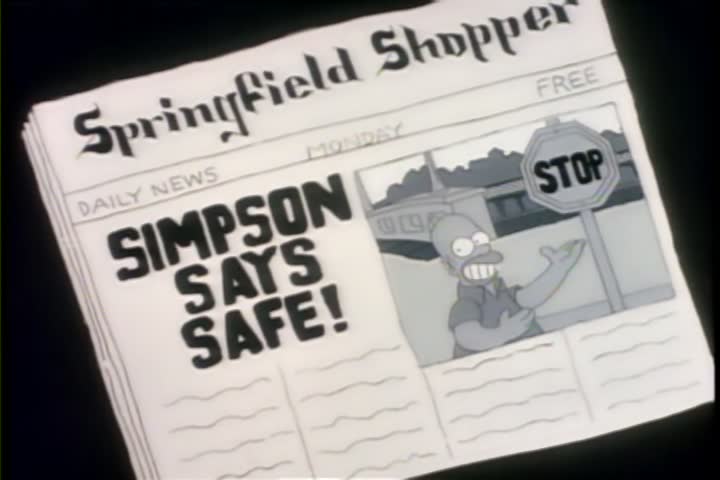 Springfield Shopper
DAILY NEWS MONDAY FREE
SIMPSON
SAYS
SAFE!
STOP